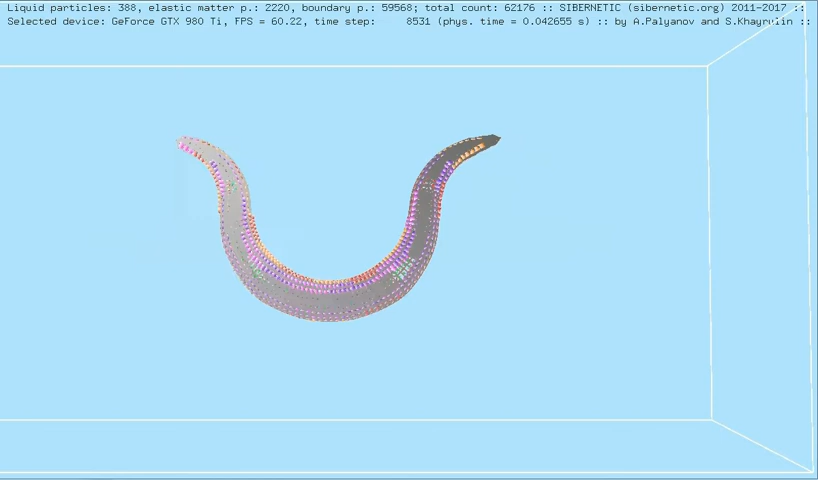 Liquid particles: 388, elastic matter p.: 2220, boundary p.: 59568; total count: 62176 :: SIBERNETIC (sibernetic.org) 2011-2017 ::
Selected device: GeForce GTX 980 Ti, FPS = 60.22, time step: 8531 (phys. time = 0.042655 s) :: by A.Palyanov and S.Khayrulin ::